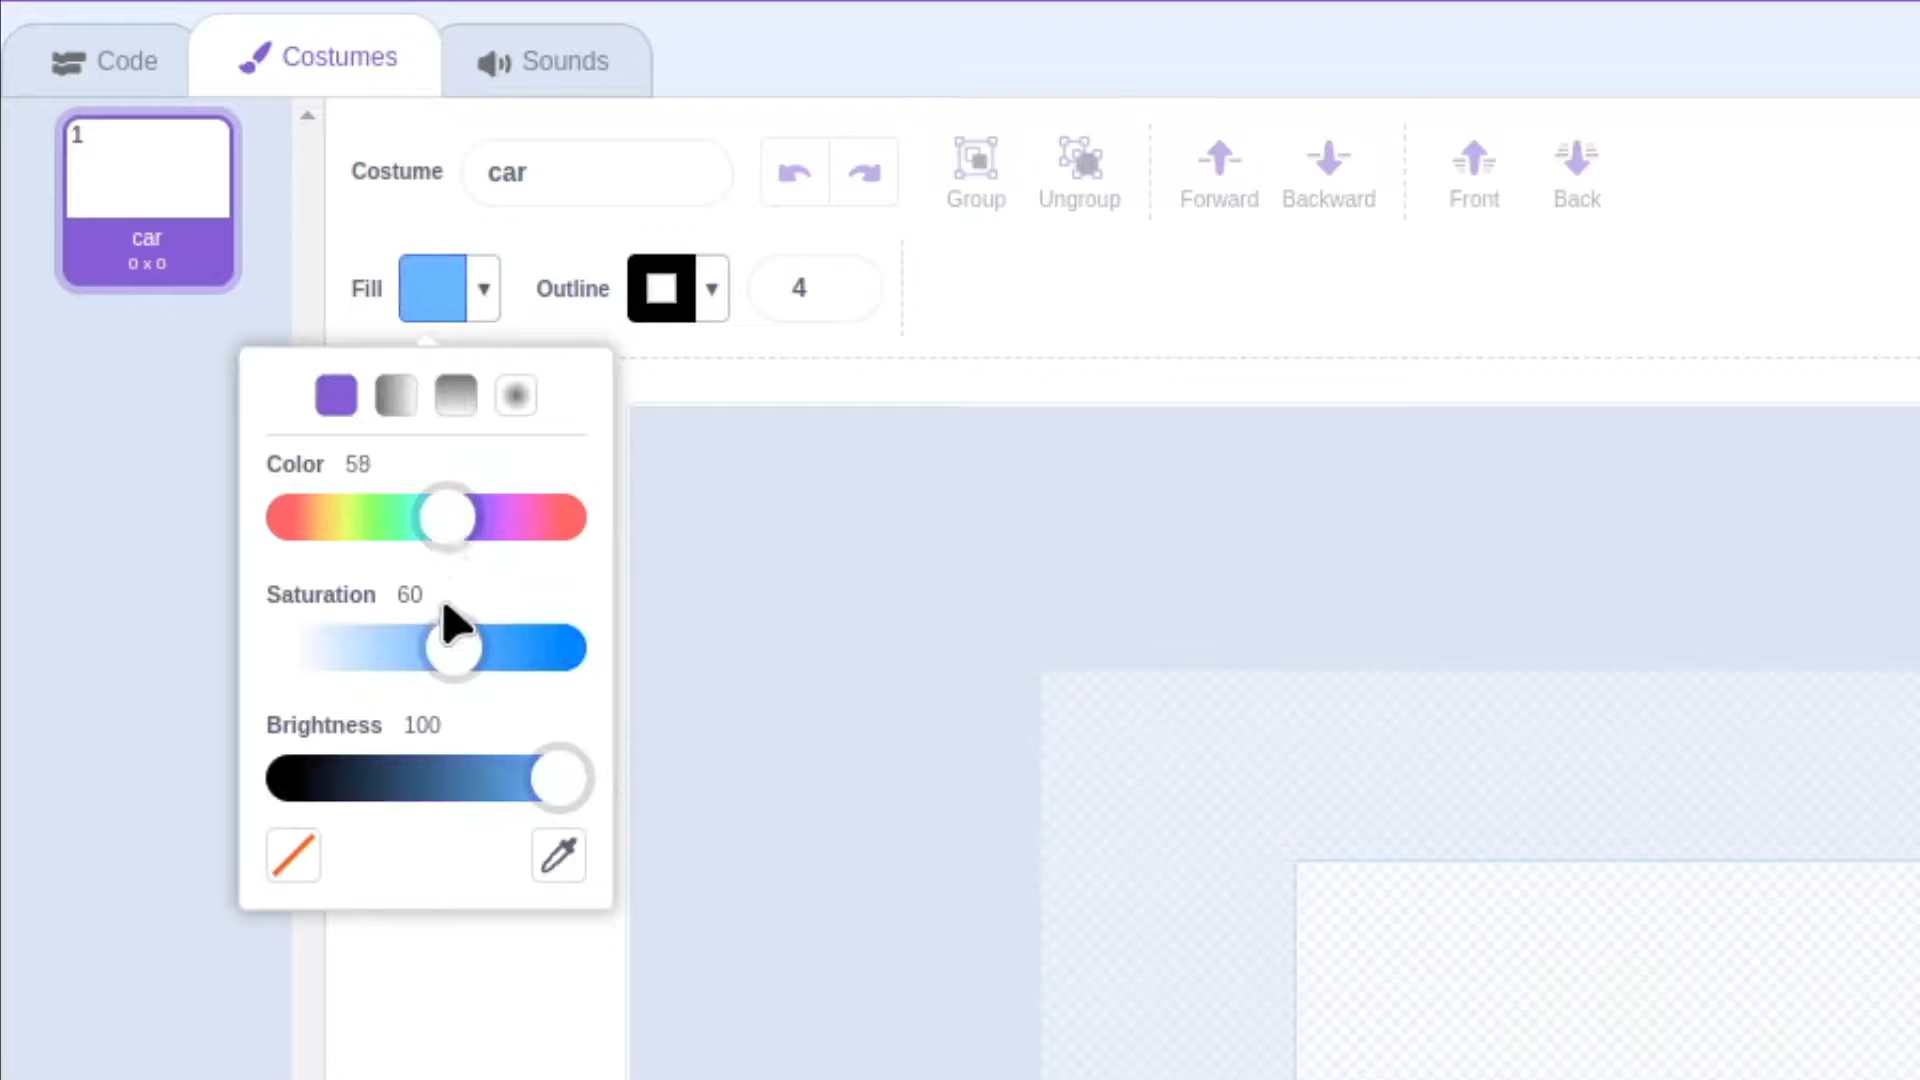 Code
Costumes
Sounds
1
car
0 x 0
Costume
car
Group
Ungroup
Forward
Backward
Front
Back
Fill
Outline
4
Color 58
Saturation 60
Brightness 100